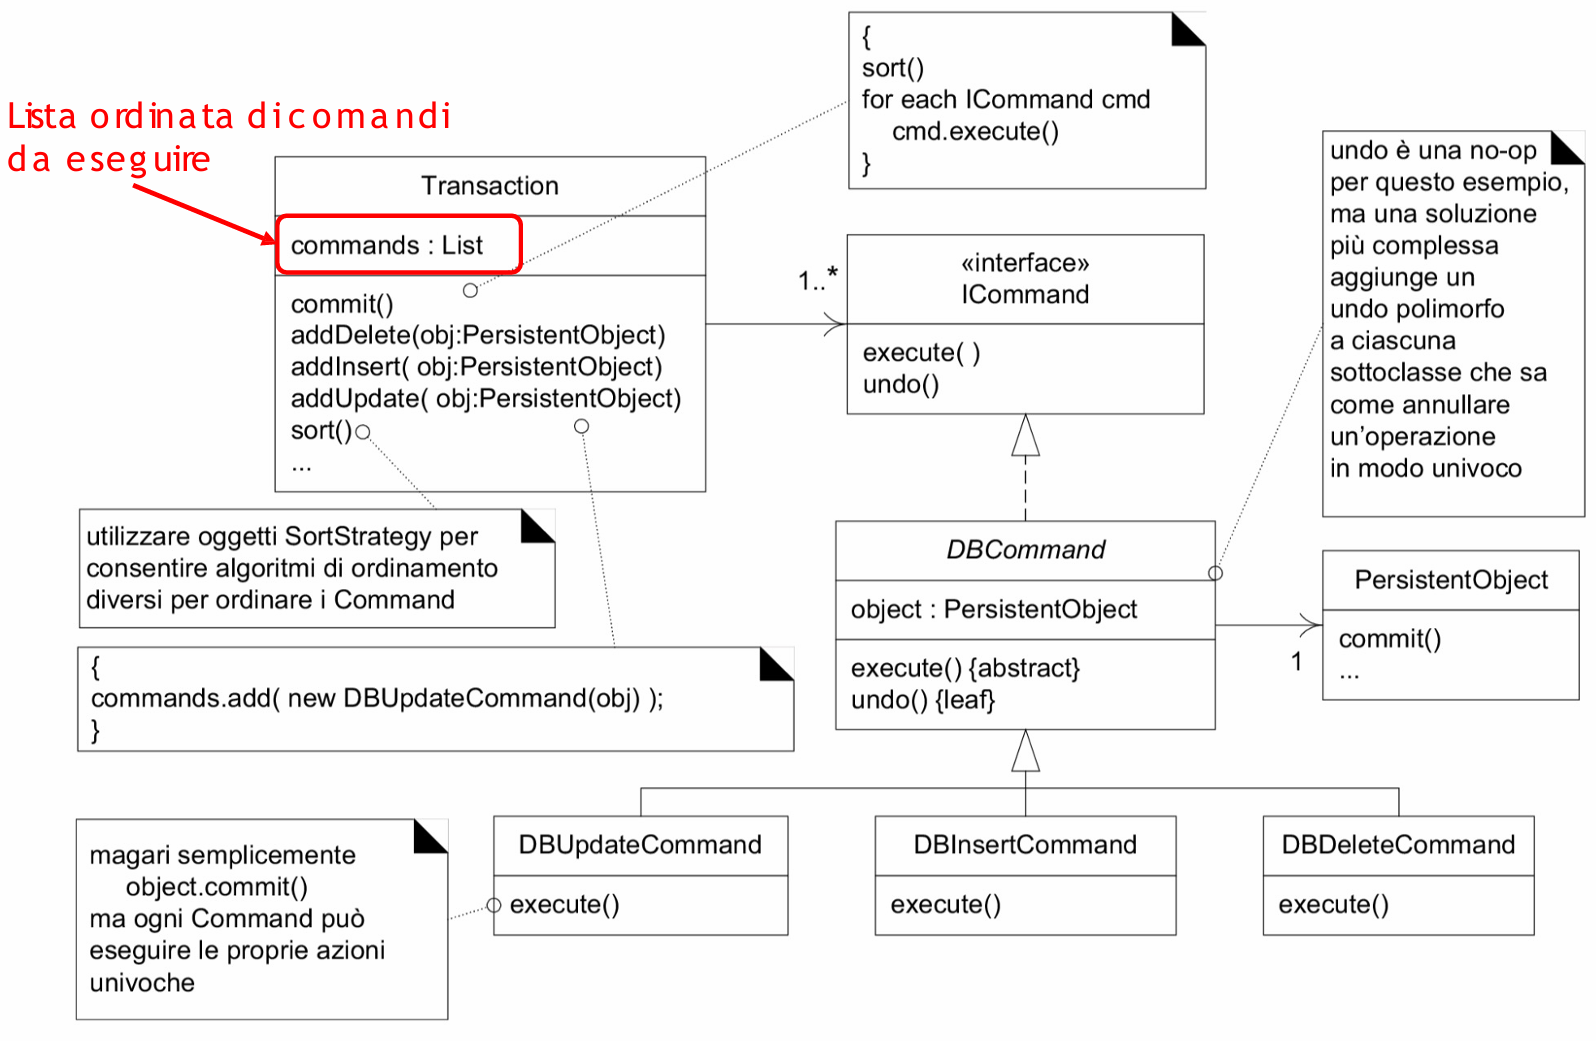 Lista ordinata di comandi
da eseguire
{
sort()
for each ICommand cmd
cmd.execute()
}
undo è una no-op
per questo esempio,
ma una soluzione
più complessa
aggiunge un
undo polimorfo
a ciascuna
sottoclasse che sa
come annullare
un’operazione
in modo univoco
Transaction
commands : List
commit()
addDelete(obj:PersistentObject)
addInsert( obj:PersistentObject)
addUpdate( obj:PersistentObject)
sort()
...
1..*
«interface»
ICommand
execute( )
undo()
utilizzare oggetti SortStrategy per
consentire algoritmi di ordinamento
diversi per ordinare i Command
DBCommand
object : PersistentObject
execute() {abstract}
undo() {leaf}
1
PersistentObject
commit()
...
{
commands.add( new DBUpdateCommand(obj) );
}
magari semplicemente
object.commit()
ma ogni Command può
eseguire le proprie azioni
univoche
DBUpdateCommand
execute()
DBInsertCommand
execute()
DBDeleteCommand
execute()